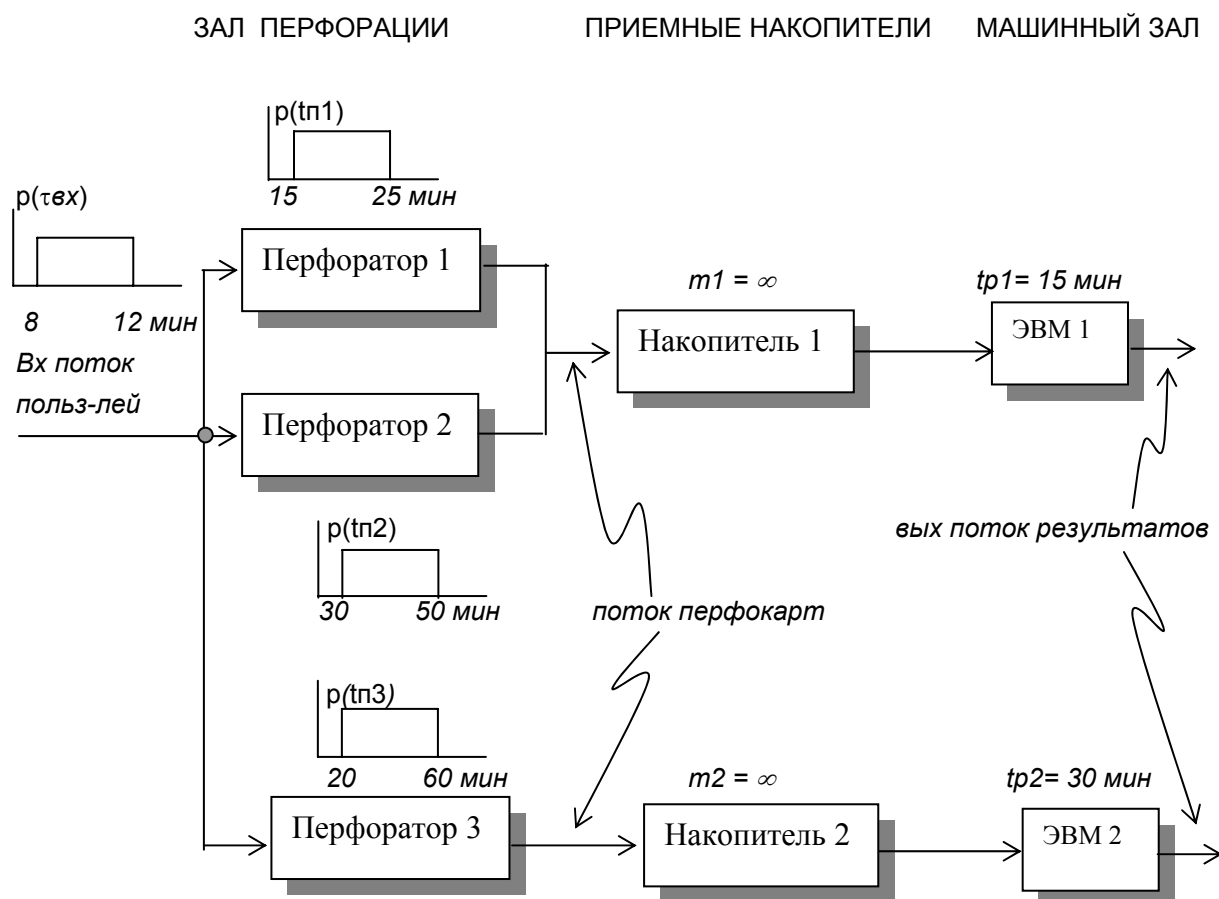 ЗАЛ ПЕРФОРАЦИИ ПРИЕМНЫЕ НАКОПИТЕЛИ МАШИННЫЙ ЗАЛ
p(tп1)
15 25 мин
p(τвх)
8 12 мин
Вх поток
польз-лей
Перфоратор 1
m1 = ∞
tp1= 15 мин
Накопитель 1
ЭВМ 1
Перфоратор 2
p(tп2)
30 50 мин
вых поток результатов
поток перфокарт
p(tп3)
20 60 мин
m2 = ∞
tp2= 30 мин
Перфоратор 3
Накопитель 2
ЭВМ 2